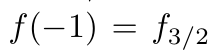 f(−1) = f_{3/2}